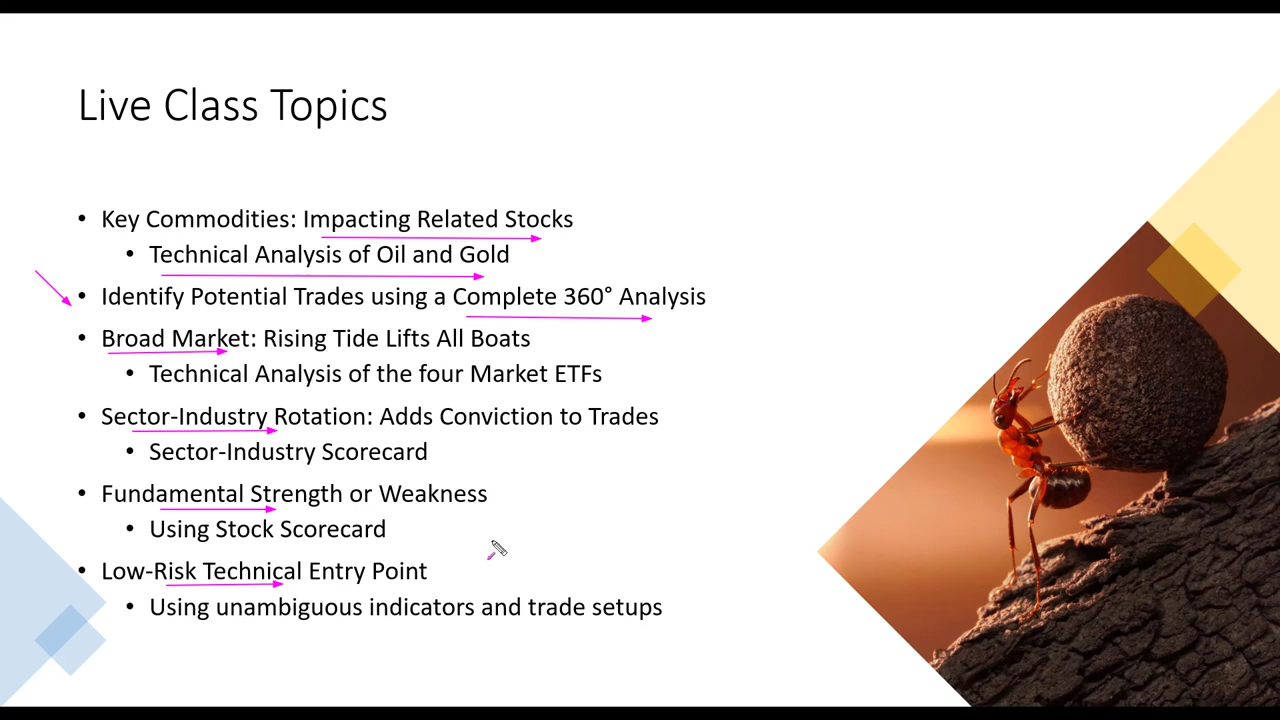 Live Class Topics
• Key Commodities: Impacting Related Stocks
• Technical Analysis of Oil and Gold
• Identify Potential Trades using a Complete 360° Analysis
• Broad Market: Rising Tide Lifts All Boats
• Technical Analysis of the four Market ETFs
• Sector-Industry Rotation: Adds Conviction to Trades
• Sector-Industry Scorecard
• Fundamental Strength or Weakness
• Using Stock Scorecard
• Low-Risk Technical Entry Point
• Using unambiguous indicators and trade setups